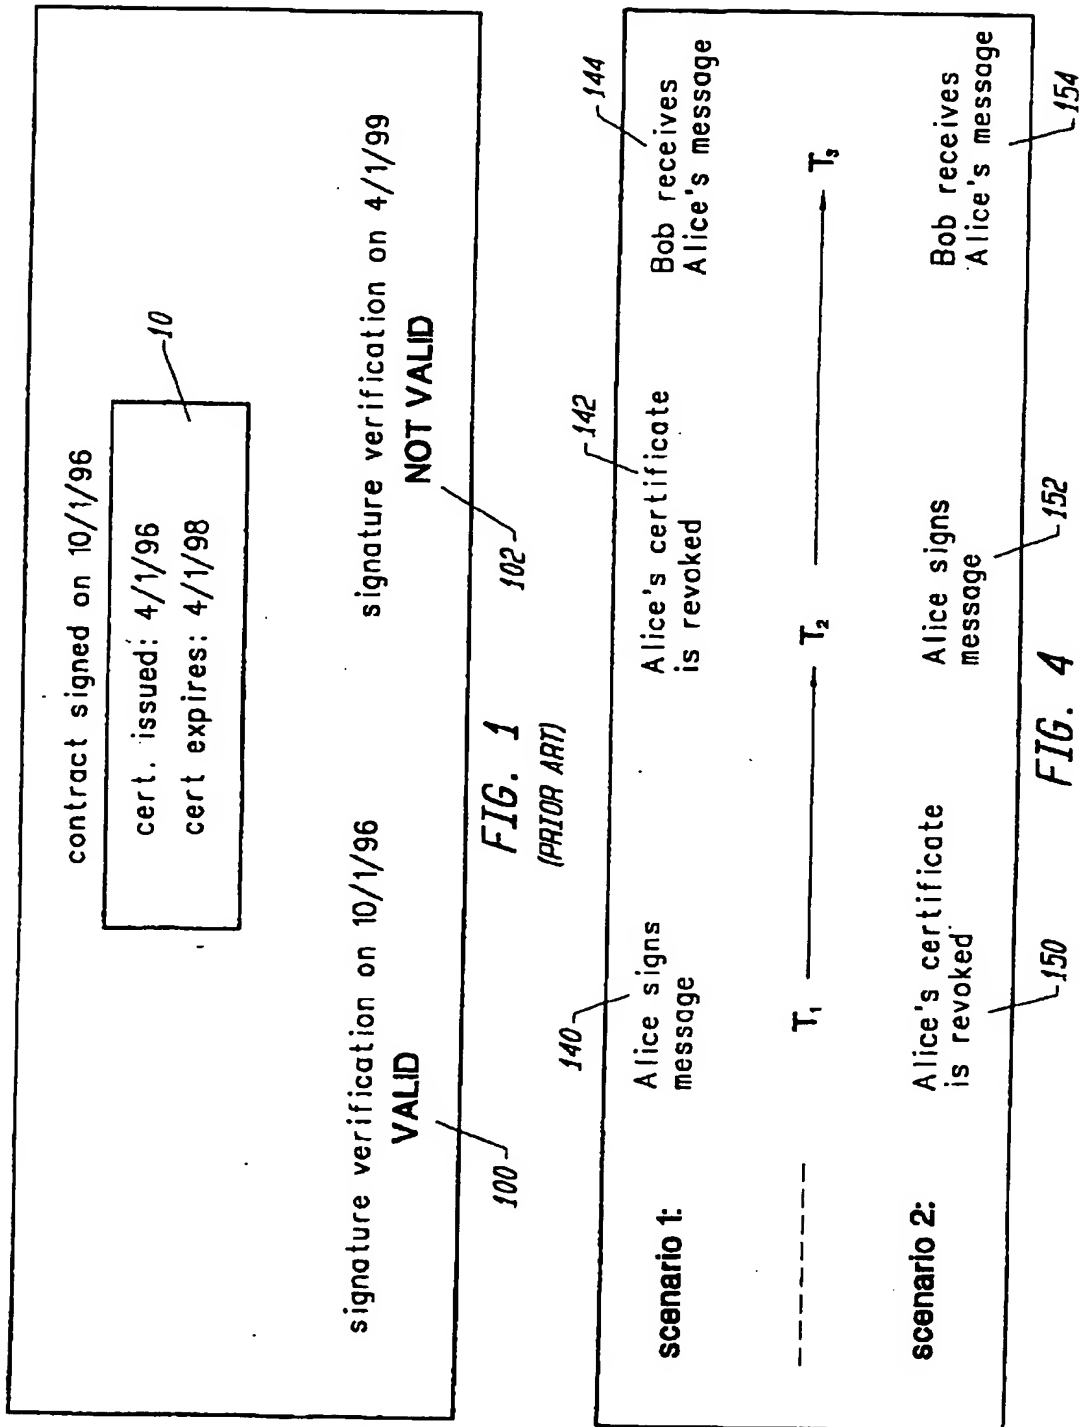 contract signed on 10/1/96
10
cert. issued: 4/1/96
cert expires: 4/1/98
signature verification on 10/1/96
VALID
100
signature verification on 4/1/99
NOT VALID
102
FIG. 1
(PRIOR ART)
140
142
144
scenario 1:
Alice signs
message
Alice's certificate
is revoked
Bob receives
Alice's message
T1
T2
T3
scenario 2:
Alice's certificate
is revoked
Alice signs
message
Bob receives
Alice's message
150
152
154
FIG. 4